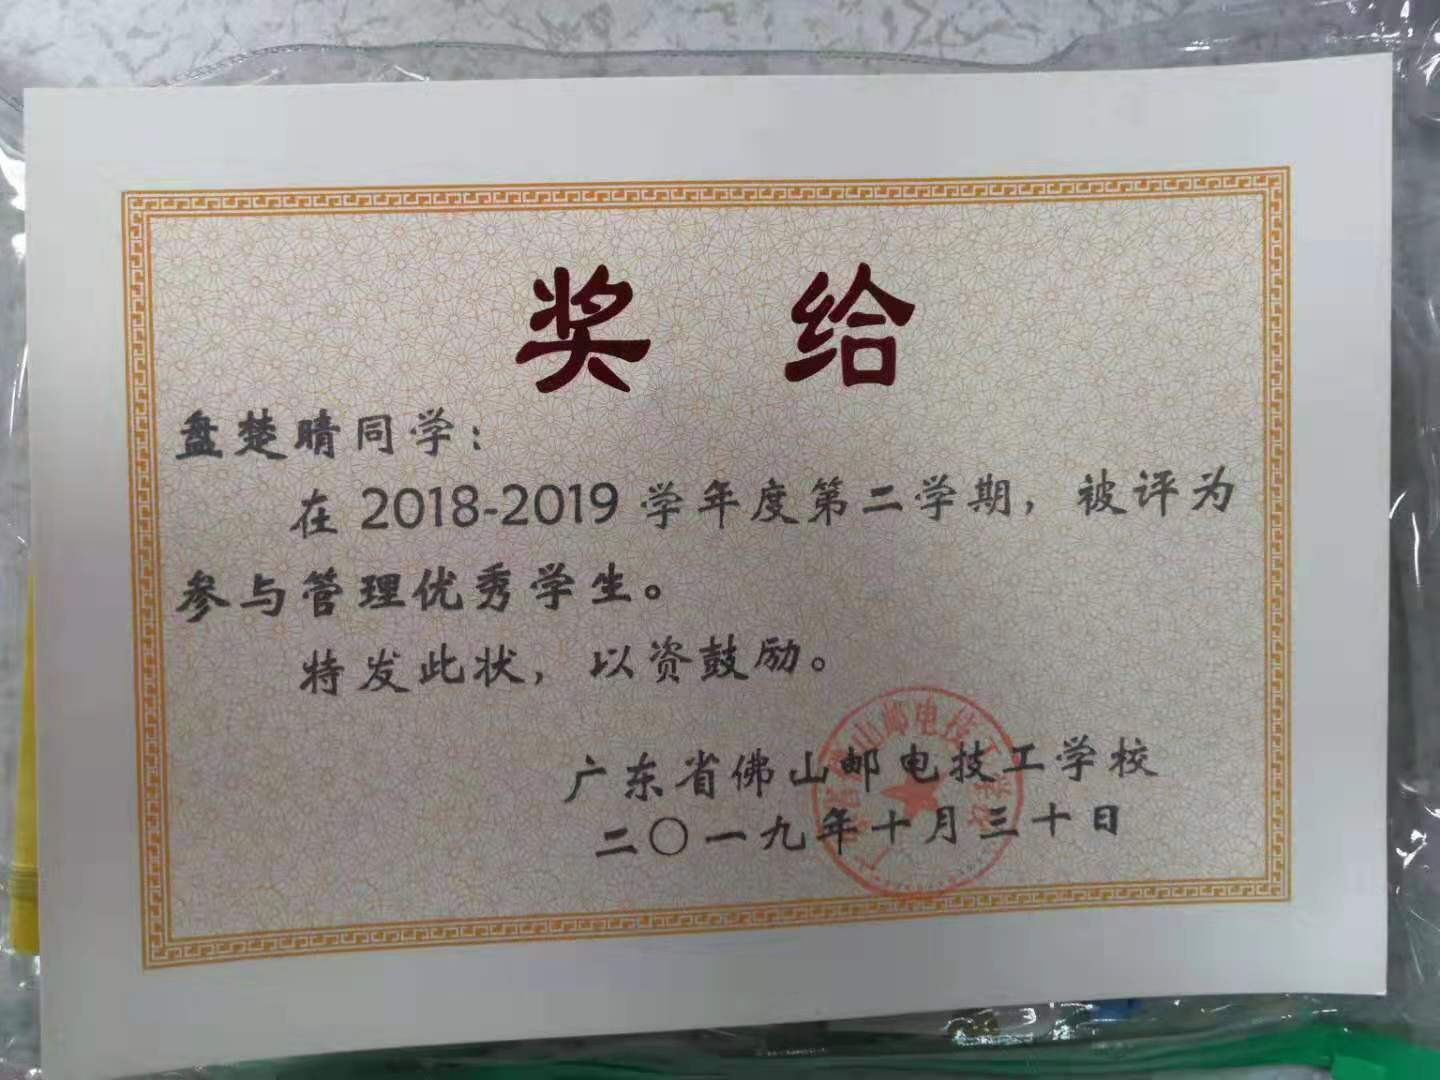 奖 给
盘楚晴同学：
在 2018-2019 学年度第二学期，被评为
参与管理优秀学生。
特发此状，以资鼓励。
广东省佛山邮电技工学校
二〇一九年十月三十日